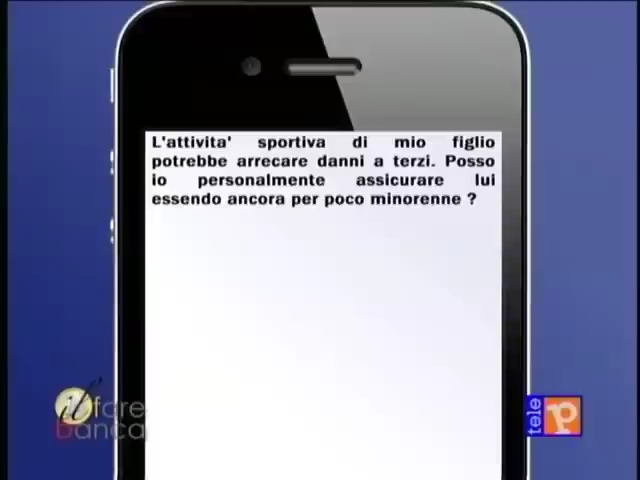 L'attivita' sportiva di mio figlio
potrebbe arrecare danni a terzi. Posso
io personalmente assicurare lui
essendo ancora per poco minorenne ?
il fare
banca
tele p